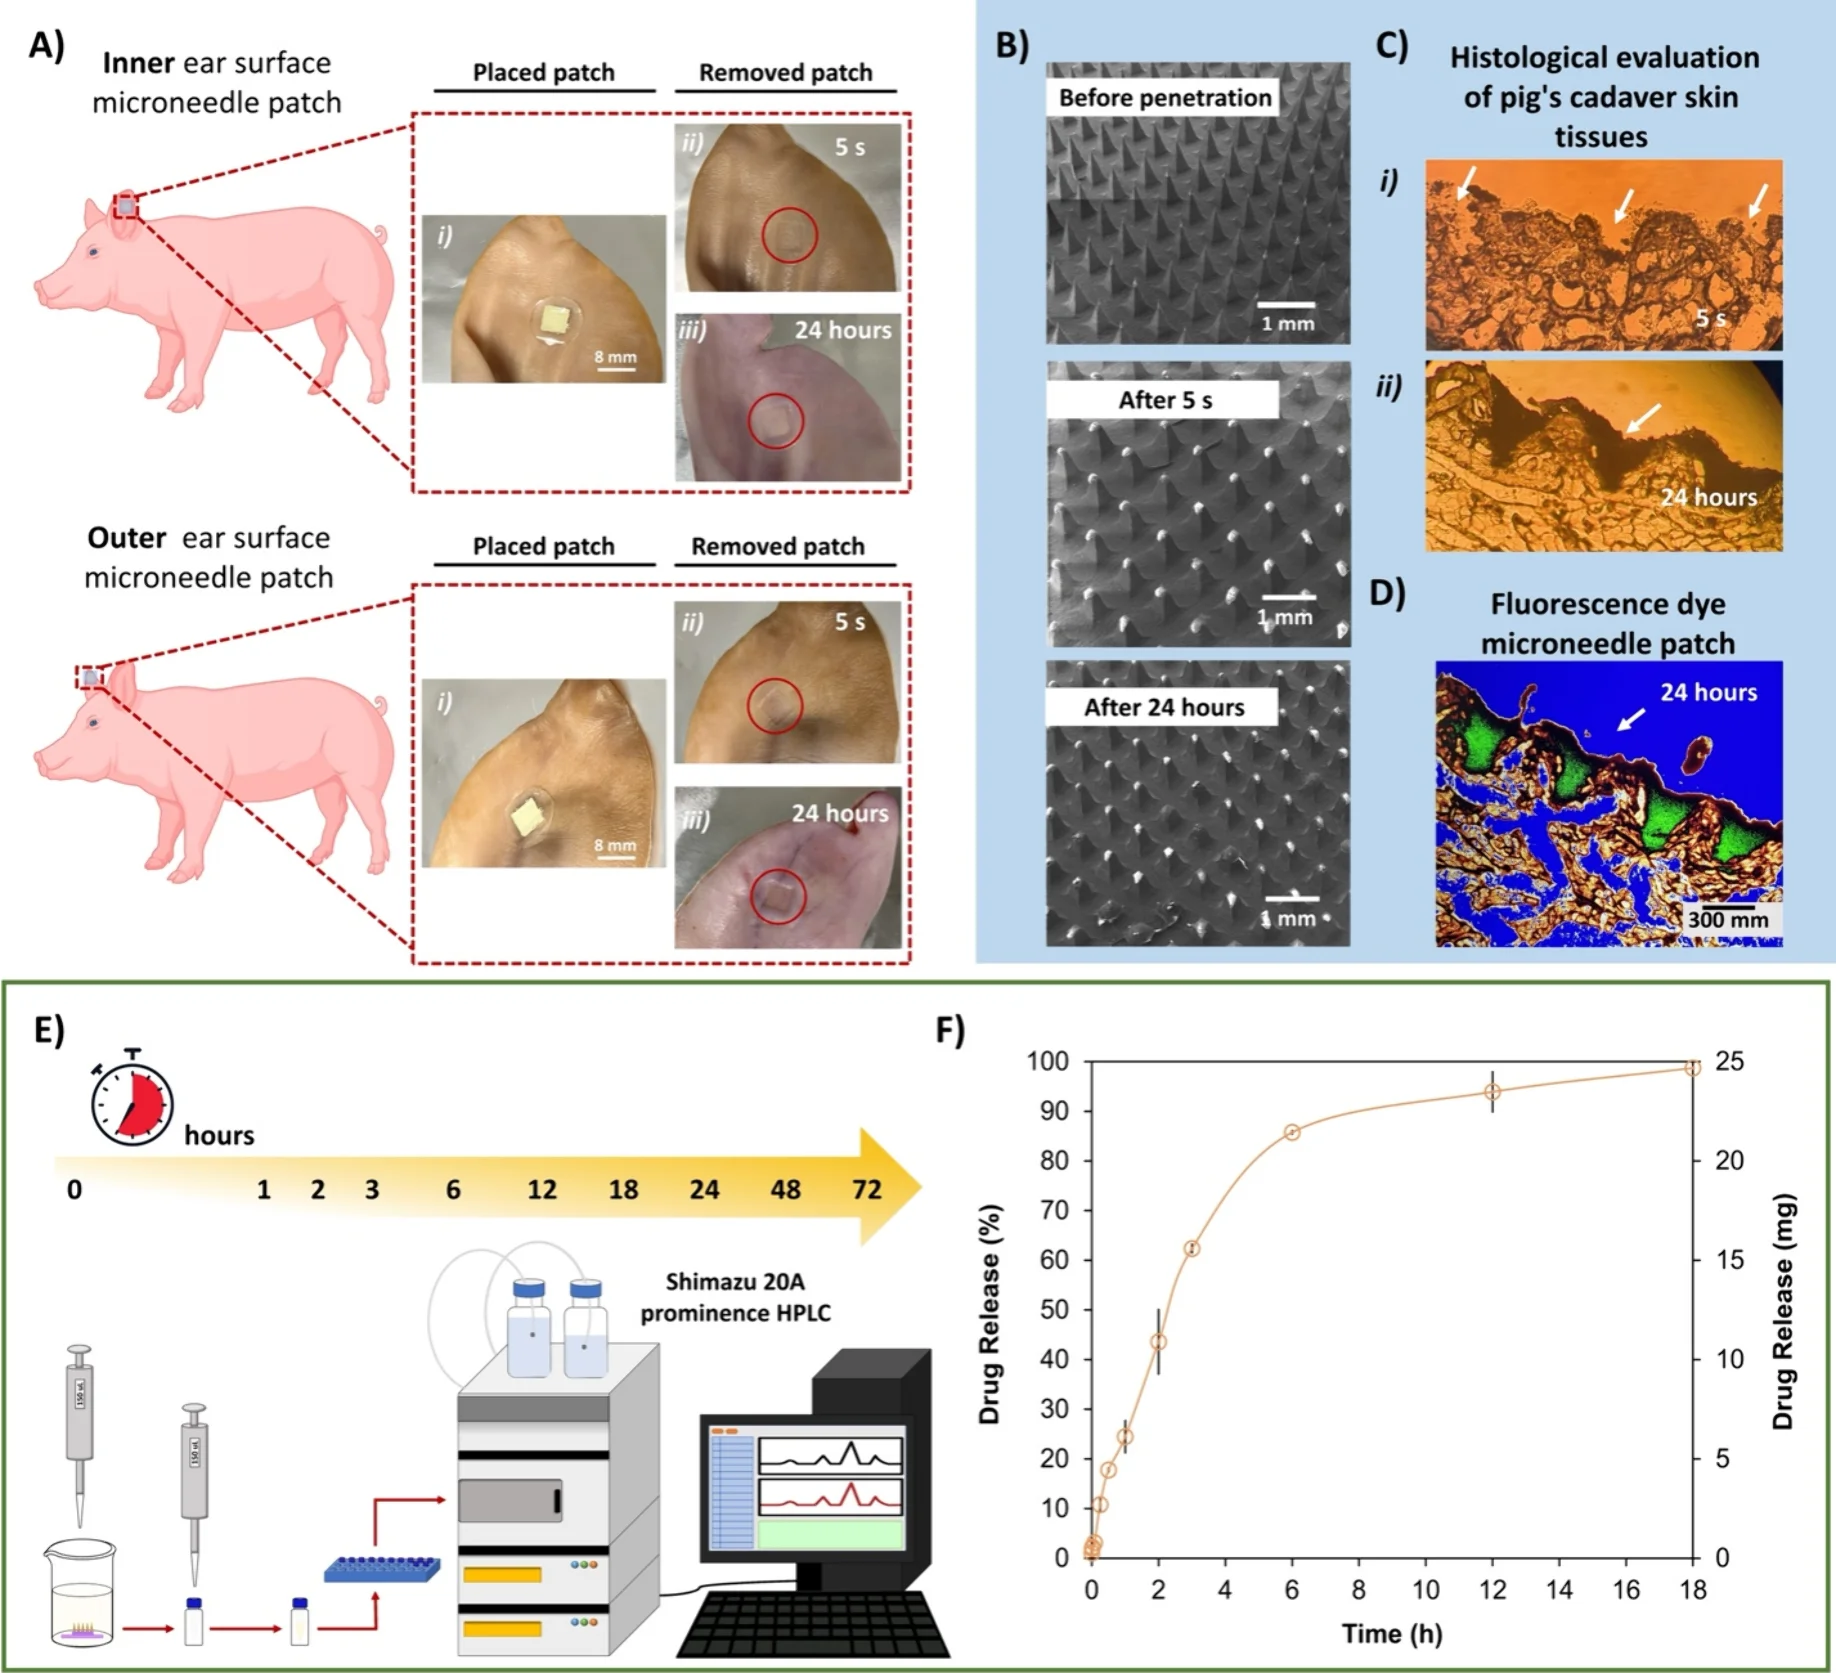 A)
Inner ear surface
microneedle patch
Placed patch
Removed patch
i)
8 mm
ii)
5 s
iii)
24 hours
Outer ear surface
microneedle patch
Placed patch
Removed patch
i)
8 mm
ii)
5 s
iii)
24 hours
B)
Before penetration
1 mm
After 5 s
1 mm
After 24 hours
1 mm
C)
Histological evaluation
of pig's cadaver skin
tissues
i)
5 s
ii)
24 hours
D)
Fluorescence dye
microneedle patch
24 hours
300 mm
E)
hours
0 1 2 3 6 12 18 24 48 72
Shimazu 20A
prominence HPLC
150 uL
150 uL
F)
Drug Release (%)
100
90
80
70
60
50
40
30
20
10
0
25
20
15
10
5
0
Drug Release (mg)
0 2 4 6 8 10 12 14 16 18
Time (h)